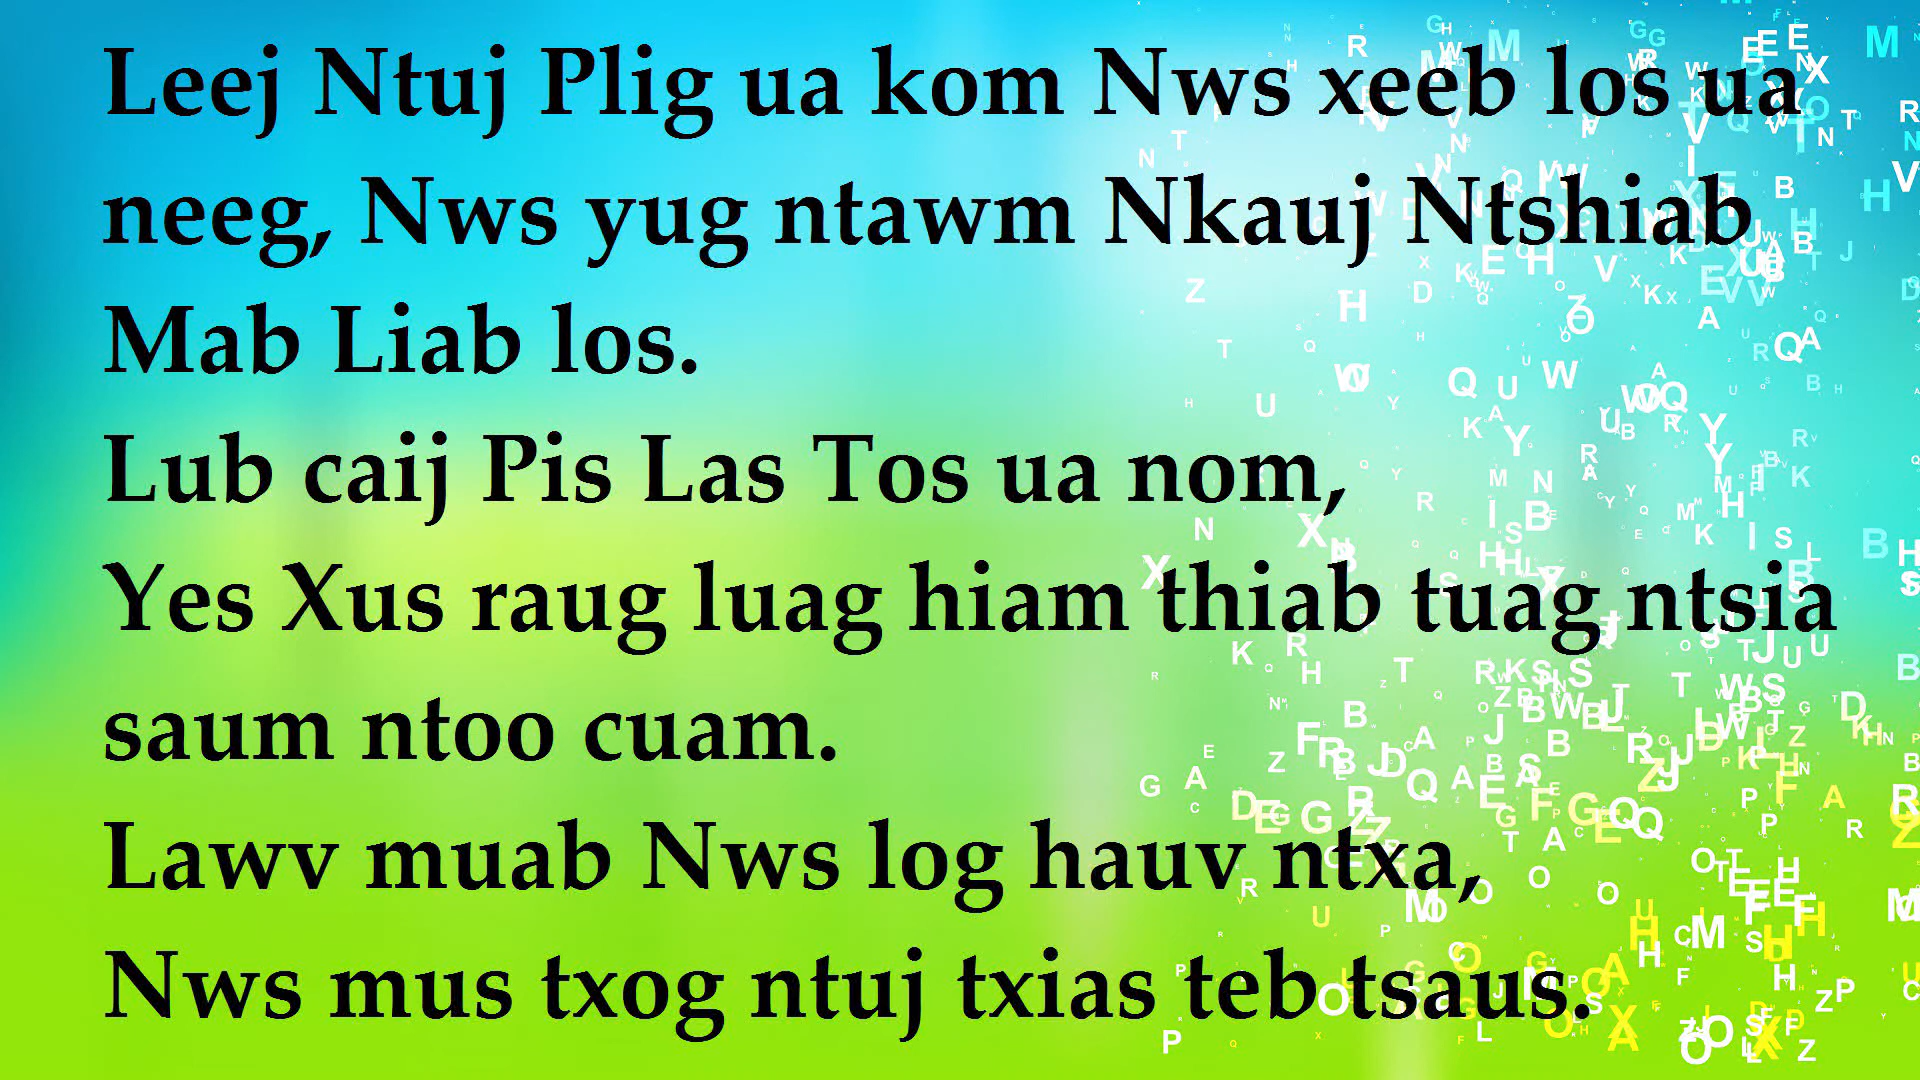 Leej Ntuj Plig ua kom Nws xeeb los ua
neeg, Nws yug ntawm Nkauj Ntshiab
Mab Liab los.
Lub caij Pis Las Tos ua nom,
Yes Xus raug luag hiam thiab tuag ntsia
saum ntoo cuam.
Lawv muab Nws log hauv ntxa,
Nws mus txog ntuj txias teb tsaus.